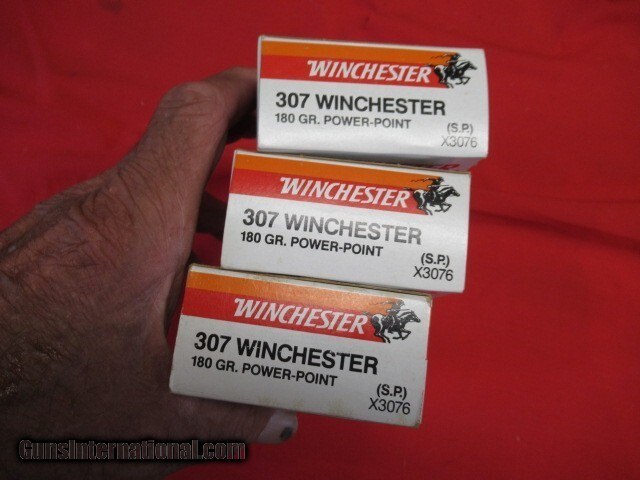 WINCHESTER
307 WINCHESTER
180 GR. POWER-POINT
(S.P.)
X3076
WINCHESTER
307 WINCHESTER
180 GR. POWER-POINT
(S.P.)
X3076
WINCHESTER
307 WINCHESTER
180 GR. POWER-POINT
(S.P.)
X3076
GunsInternational.com